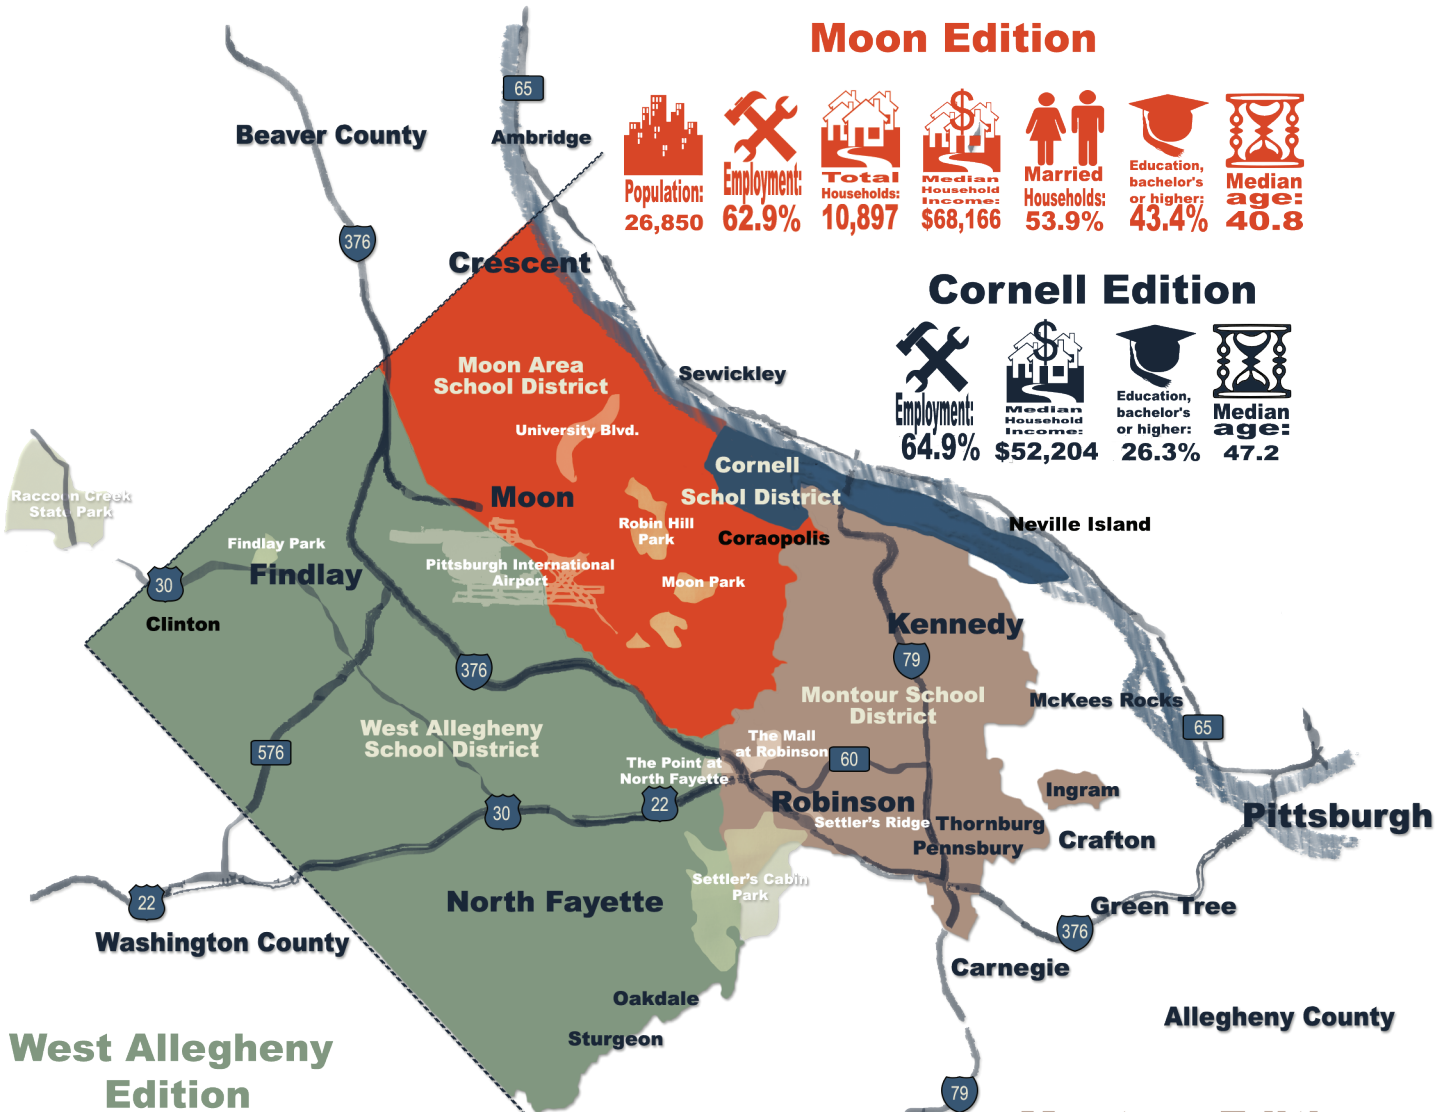 Moon Edition
65
Beaver County
Ambridge
Population:
26,850
Employment:
62.9%
Total
Households:
10,897
Median
Household
Income:
$68,166
Married
Households:
53.9%
Education,
bachelor's
or higher:
43.4%
Median
age:
40.8
376
Crescent
Cornell Edition
Employment:
64.9%
Median
Household
Income:
$52,204
Education,
bachelor's
or higher:
26.3%
Median
age:
47.2
Moon Area
School District
Sewickley
University Blvd.
Cornell
Schol District
Moon
Raccoon Creek
State Park
Robin Hill
Park
Coraopolis
Neville Island
Findlay Park
Findlay
Pittsburgh International
Airport
Moon Park
30
Clinton
Kennedy
79
376
Montour School
District
McKees Rocks
65
West Allegheny
School District
576
The Mall
at Robinson
60
The Point at
North Fayette
22
30
Robinson
Settler's Ridge
Thornburg
Pennsbury
Ingram
Crafton
Pittsburgh
Settler's Cabin
Park
22
North Fayette
Green Tree
376
Washington County
Carnegie
Oakdale
Allegheny County
Sturgeon
West Allegheny
Edition
79